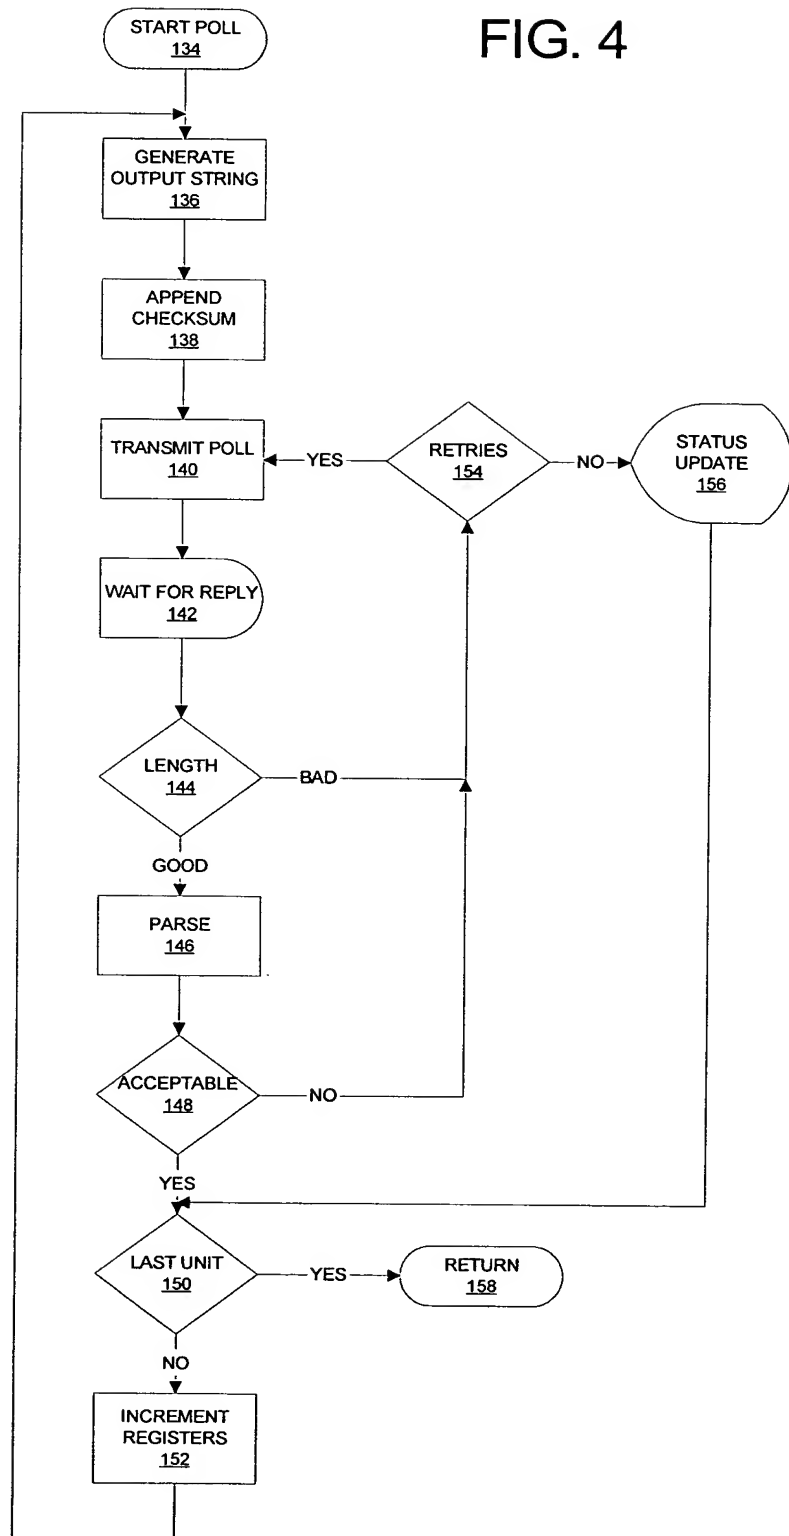 FIG. 4
START POLL
134
GENERATE
OUTPUT STRING
136
APPEND
CHECKSUM
138
TRANSMIT POLL
140
YES
RETRIES
154
NO
STATUS
UPDATE
156
WAIT FOR REPLY
142
LENGTH
144
BAD
GOOD
PARSE
146
ACCEPTABLE
148
NO
YES
LAST UNIT
150
YES
RETURN
158
NO
INCREMENT
REGISTERS
152